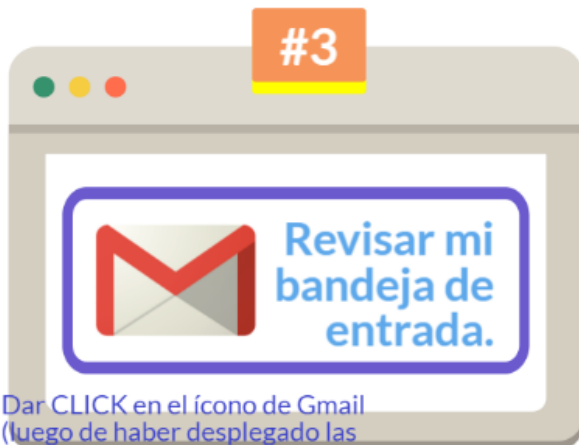 #3
Revisar mi
bandeja de
entrada.
Dar CLICK en el ícono de Gmail
(luego de haber desplegado las